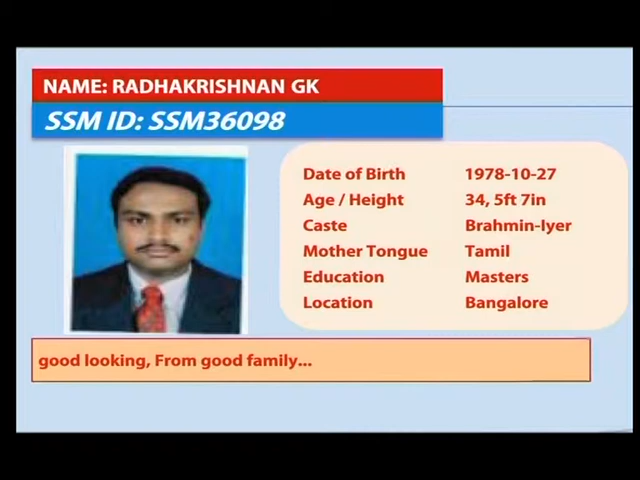 NAME: RADHAKRISHNAN GK
SSM ID: SSM36098
Date of Birth 1978-10-27
Age / Height 34, 5ft 7in
Caste Brahmin-Iyer
Mother Tongue Tamil
Education Masters
Location Bangalore
good looking, From good family...